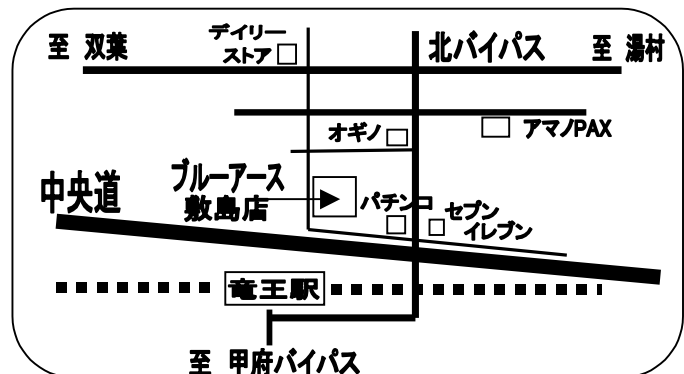 デイリー
ストア
至 双葉
北バイパス
至 湯村
オギノ
アマノPAX
ブルーアース
敷島店
中央道
パチンコ
セブン
イレブン
竜王駅
至 甲府バイパス